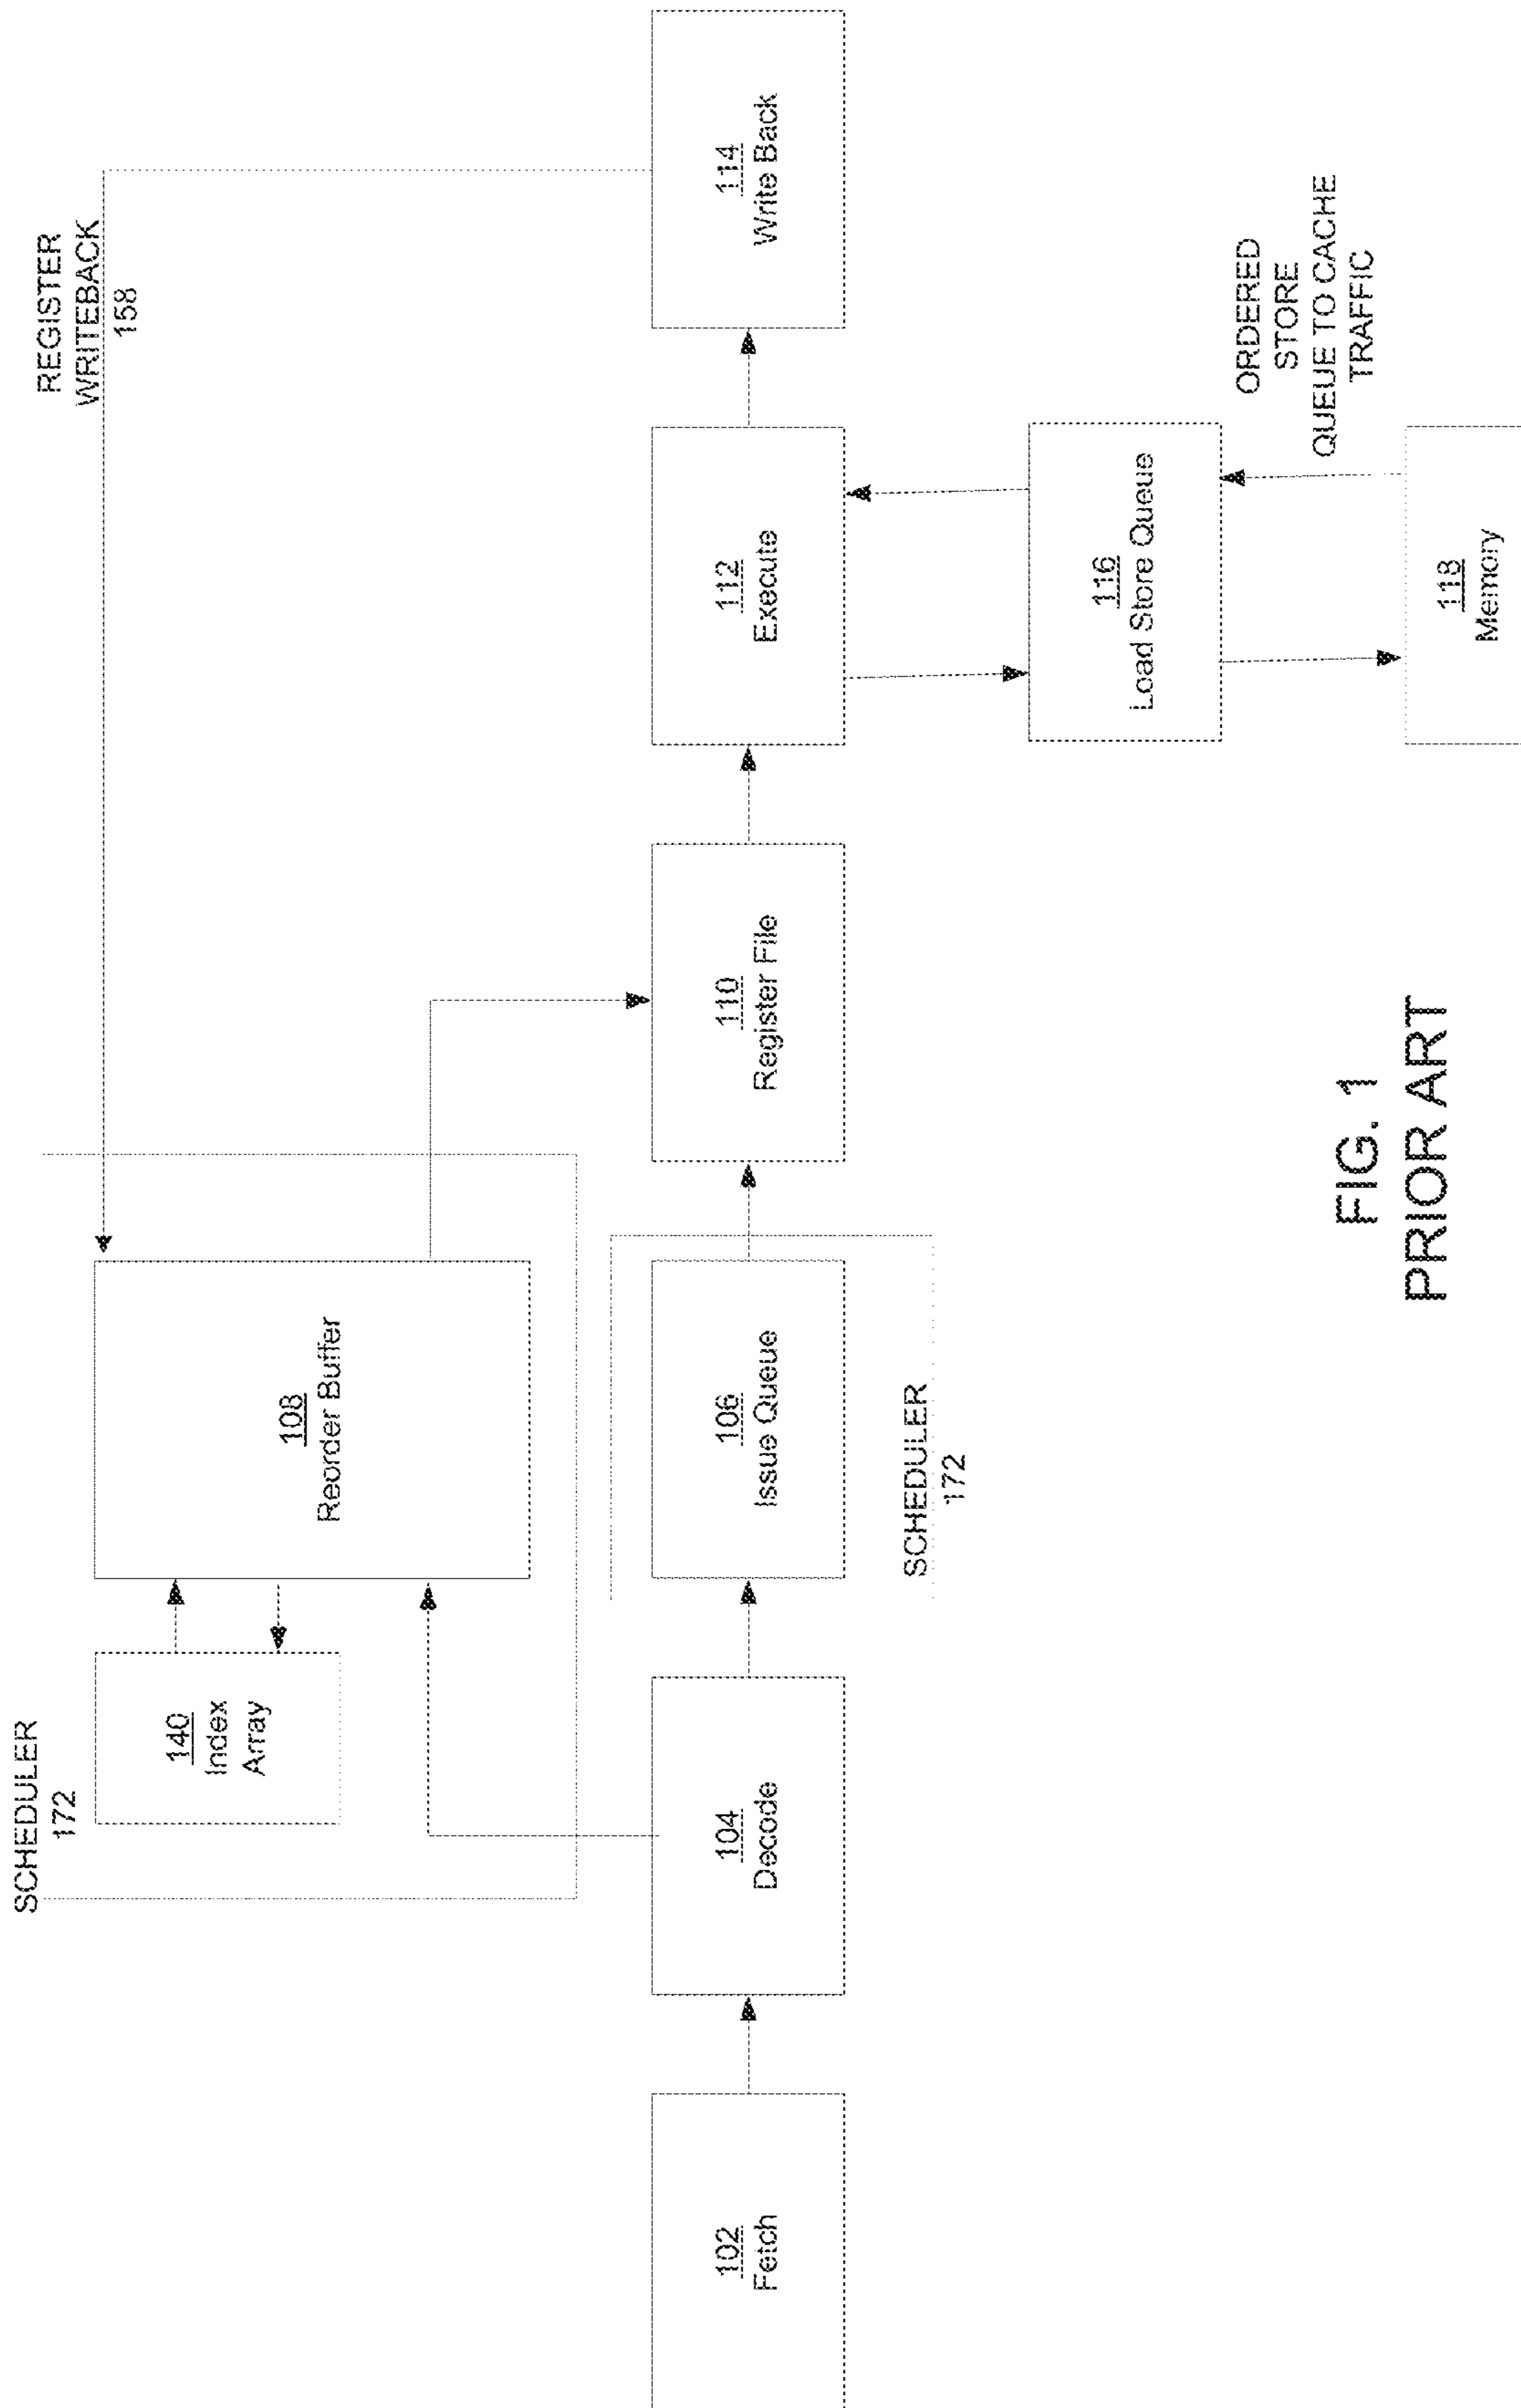 SCHEDULER
172
REGISTER
WRITEBACK
158
140
Index
Array
108
Reorder Buffer
102
Fetch
104
Decode
106
Issue Queue
110
Register File
112
Execute
114
Write Back
SCHEDULER
172
116
Load Store Queue
ORDERED
STORE
QUEUE TO CACHE
TRAFFIC
118
Memory
FIG. 1
PRIOR ART